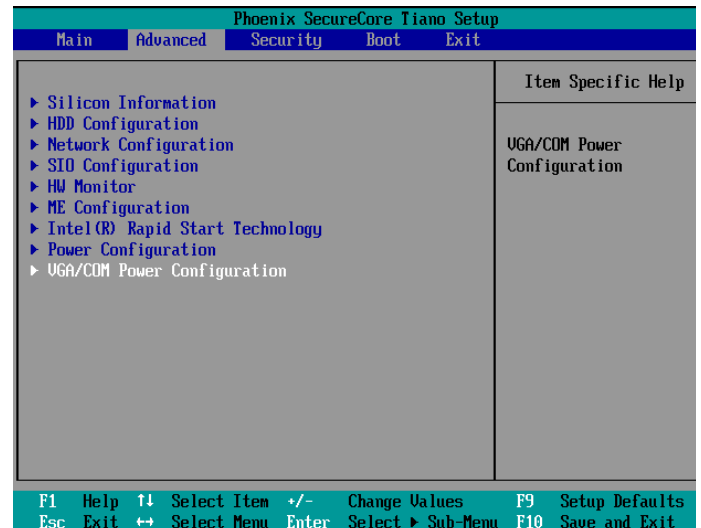 Phoenix SecureCore Tiano Setup
Main Advanced Security Boot Exit
Item Specific Help
▶ Silicon Information
▶ HDD Configuration
▶ Network Configuration
▶ SIO Configuration
▶ HW Monitor
▶ ME Configuration
▶ Intel(R) Rapid Start Technology
▶ Power Configuration
▶ VGA/COM Power Configuration
VGA/COM Power
Configuration
F1 Help ↑↓ Select Item +/- Change Values F9 Setup Defaults
Esc Exit ↔ Select Menu Enter Select ▶ Sub-Menu F10 Save and Exit